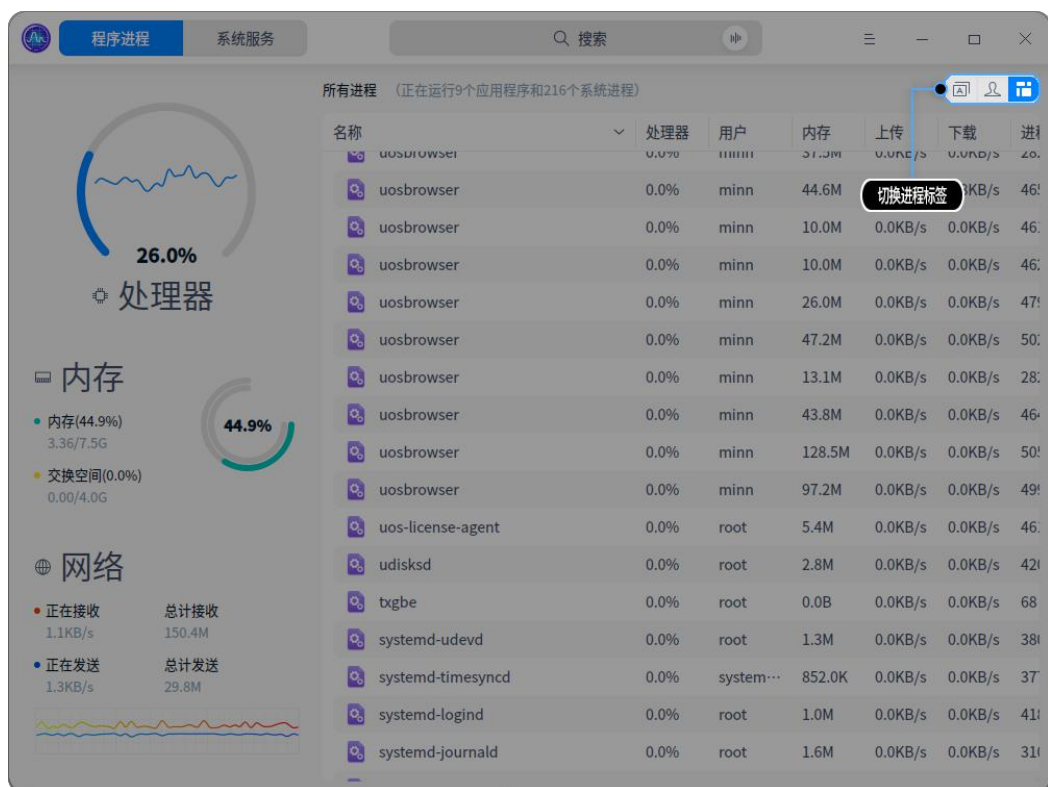 程序进程 系统服务 搜索
所有进程 (正在运行9个应用程序和216个系统进程)
名称 处理器 用户 内存 上传 下载
uosbrowser 0.0% minn 37.5M 0.0KB/s 0.0KB/s
uosbrowser 0.0% minn 44.6M
切换进程标签
uosbrowser 0.0% minn 10.0M 0.0KB/s 0.0KB/s
uosbrowser 0.0% minn 10.0M 0.0KB/s 0.0KB/s
uosbrowser 0.0% minn 26.0M 0.0KB/s 0.0KB/s
uosbrowser 0.0% minn 47.2M 0.0KB/s 0.0KB/s
uosbrowser 0.0% minn 13.1M 0.0KB/s 0.0KB/s
uosbrowser 0.0% minn 43.8M 0.0KB/s 0.0KB/s
uosbrowser 0.0% minn 128.5M 0.0KB/s 0.0KB/s
uosbrowser 0.0% minn 97.2M 0.0KB/s 0.0KB/s
uos-license-agent 0.0% root 5.4M 0.0KB/s 0.0KB/s
udisksd 0.0% root 2.8M 0.0KB/s 0.0KB/s
txgbe 0.0% root 0.0B 0.0KB/s 0.0KB/s 68
systemd-udevd 0.0% root 1.3M 0.0KB/s 0.0KB/s
systemd-timesyncd 0.0% system··· 852.0K 0.0KB/s 0.0KB/s
systemd-logind 0.0% root 1.0M 0.0KB/s 0.0KB/s
systemd-journald 0.0% root 1.6M 0.0KB/s 0.0KB/s
26.0%
处理器
内存
内存(44.9%)
3.36/7.5G
44.9%
交换空间(0.0%)
0.00/4.0G
网络
正在接收 总计接收
1.1KB/s 150.4M
正在发送 总计发送
1.3KB/s 29.8M